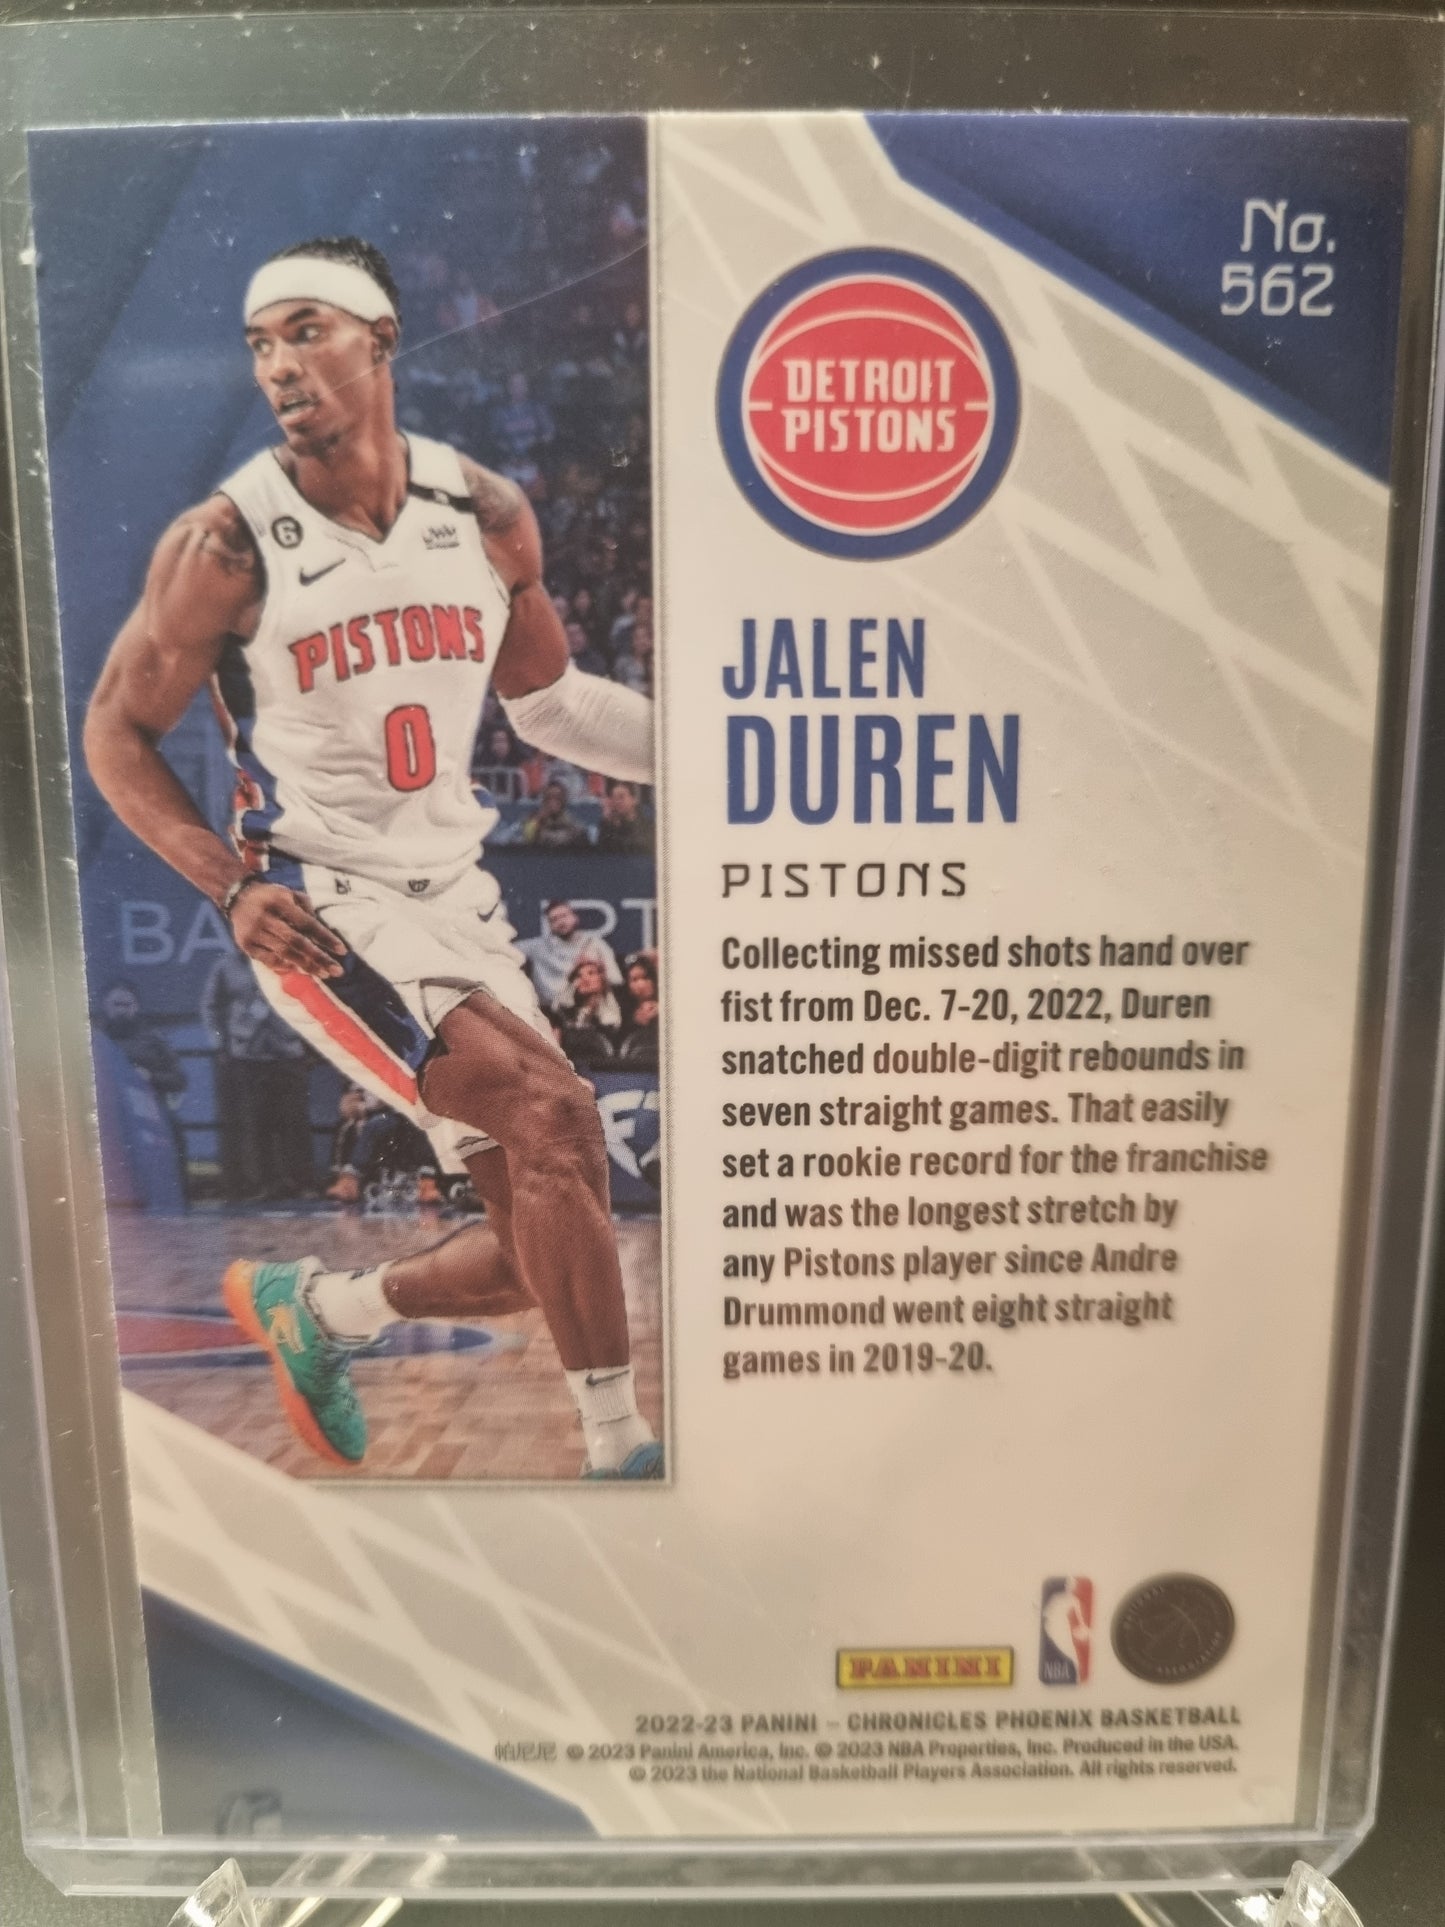 No.
562
DETROIT
PISTONS
6
PISTONS
0
BA
URT
JALEN
DUREN
PISTONS
Collecting missed shots hand over
fist from Dec. 7-20, 2022, Duren
snatched double-digit rebounds in
seven straight games. That easily
set a rookie record for the franchise
and was the longest stretch by
any Pistons player since Andre
Drummond went eight straight
games in 2019-20.
PANINI
NBA
2022-23 PANINI – CHRONICLES PHOENIX BASKETBALL
帕尼尼 © 2023 Panini America, Inc. © 2023 NBA Properties, Inc. Produced in the USA.
© 2023 the National Basketball Players Association. All rights reserved.